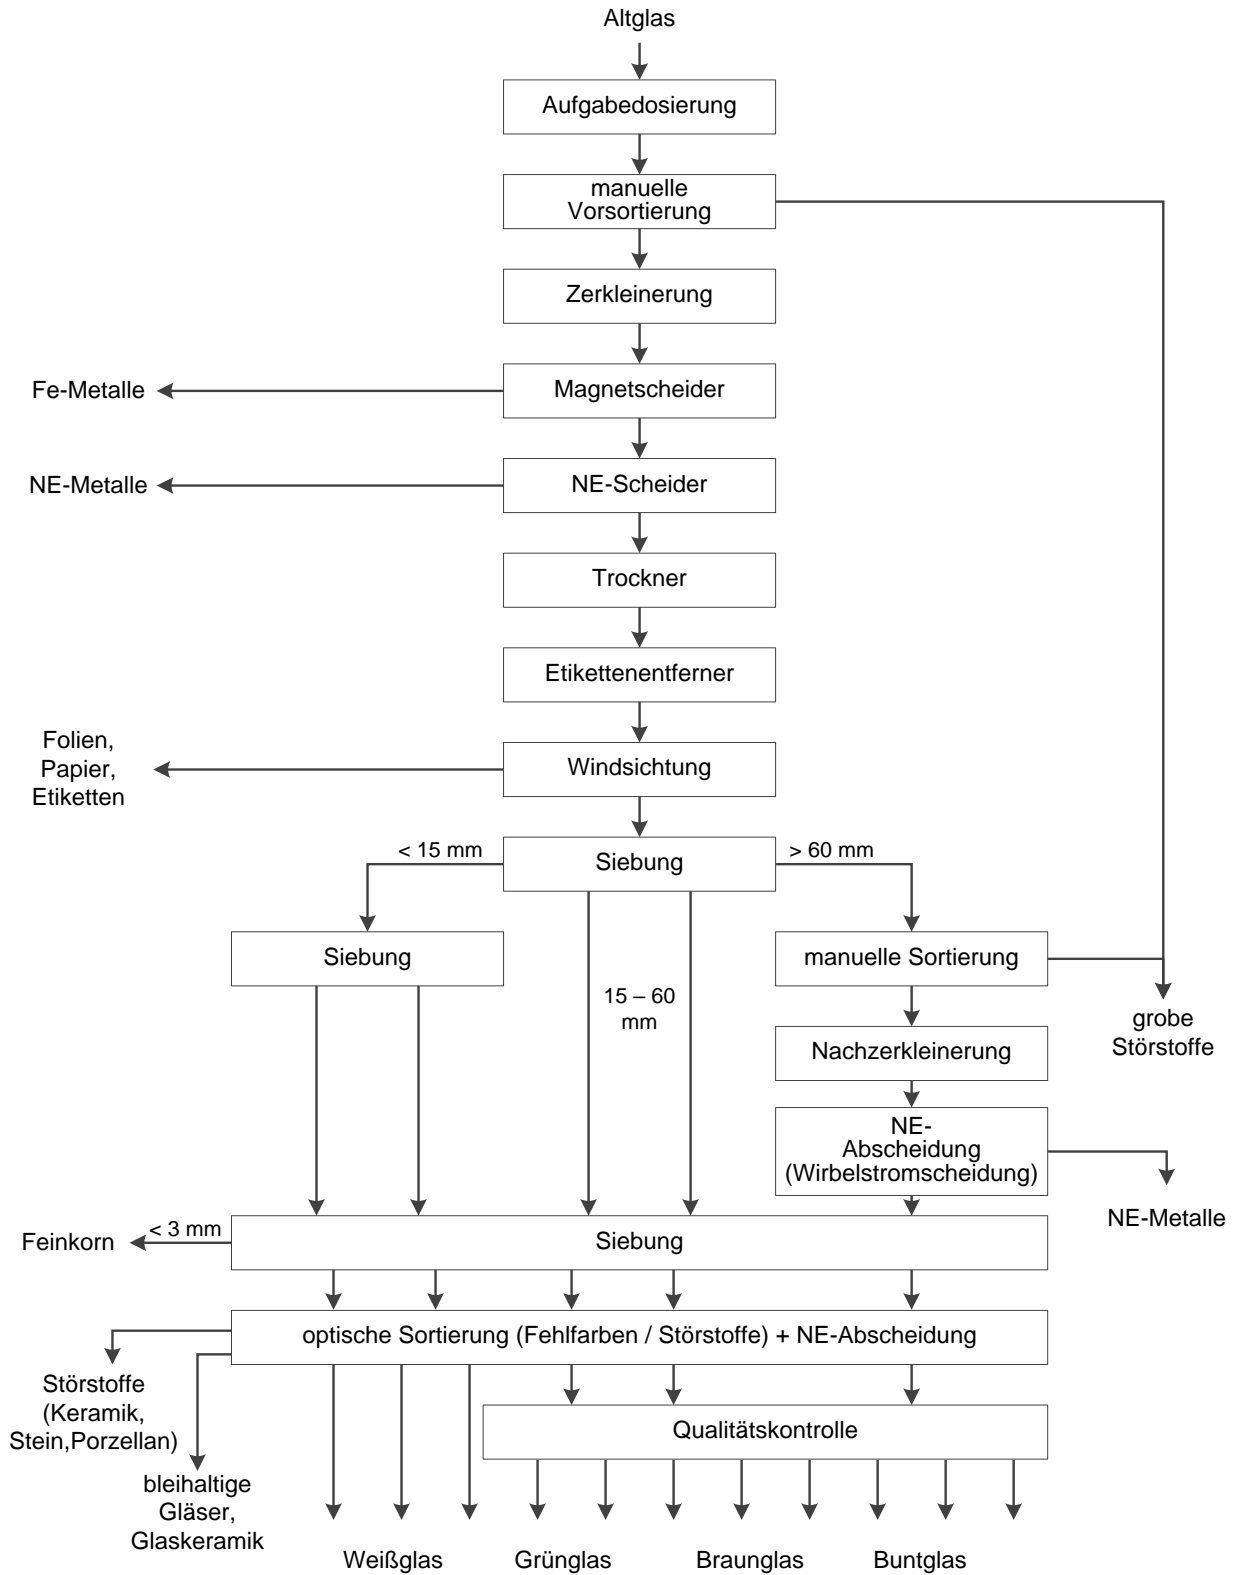 Altglas
Aufgabedosierung
manuelle
Vorsortierung
Zerkleinerung
Fe-Metalle
Magnetscheider
NE-Metalle
NE-Scheider
Trockner
Etikettenentferner
Folien,
Papier,
Etiketten
Windsichtung
< 15 mm
Siebung
> 60 mm
Siebung
15 – 60
mm
manuelle Sortierung
grobe
Störstoffe
Nachzerkleinerung
NE-
Abscheidung
(Wirbelstromscheidung)
NE-Metalle
Feinkorn
< 3 mm
Siebung
optische Sortierung (Fehlfarben / Störstoffe) + NE-Abscheidung
Störstoffe
(Keramik,
Stein,Porzellan)
Qualitätskontrolle
bleihaltige
Gläser,
Glaskeramik
Weißglas
Grünglas
Braunglas
Buntglas